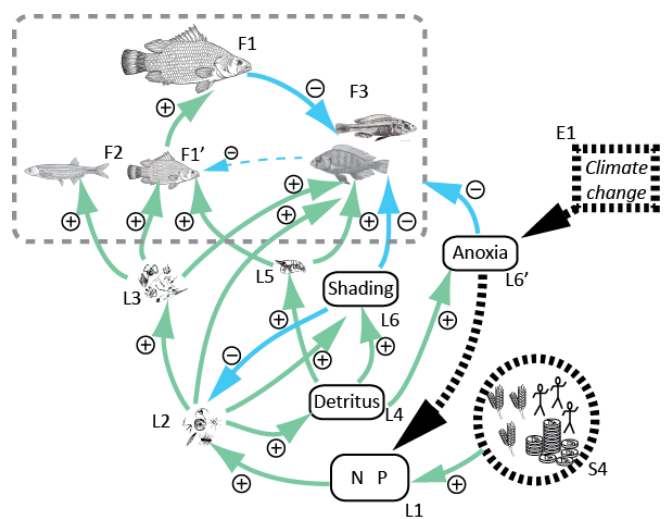 F1
F3
E1
F2
F1′
Climate
change
Anoxia
L6′
L3
L5
Shading
L6
L2
Detritus
L4
S4
N P
L1
+
−
−
+
+
+
+
+
+
−
−
+
+
+
+
−
+
+
+
+